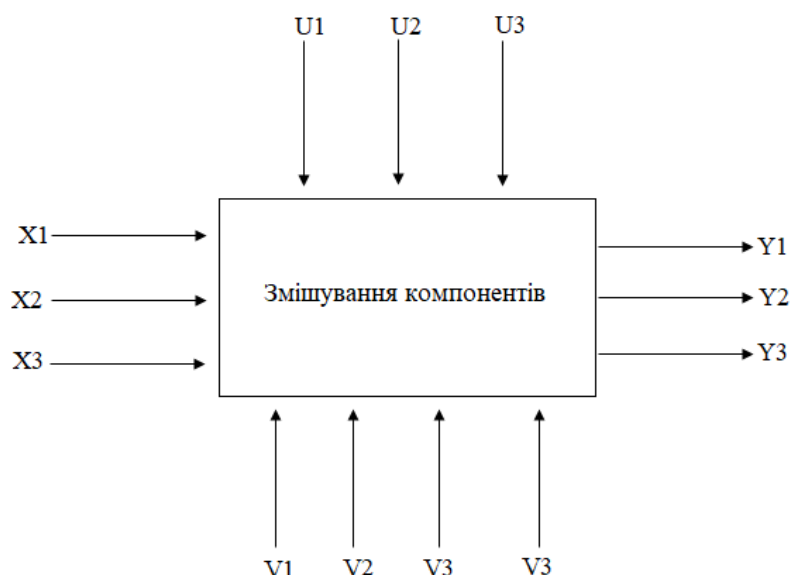 U1 U2 U3
X1
Y1
Змішування компонентів
X2
Y2
X3
Y3
V1 V2 V3 V3